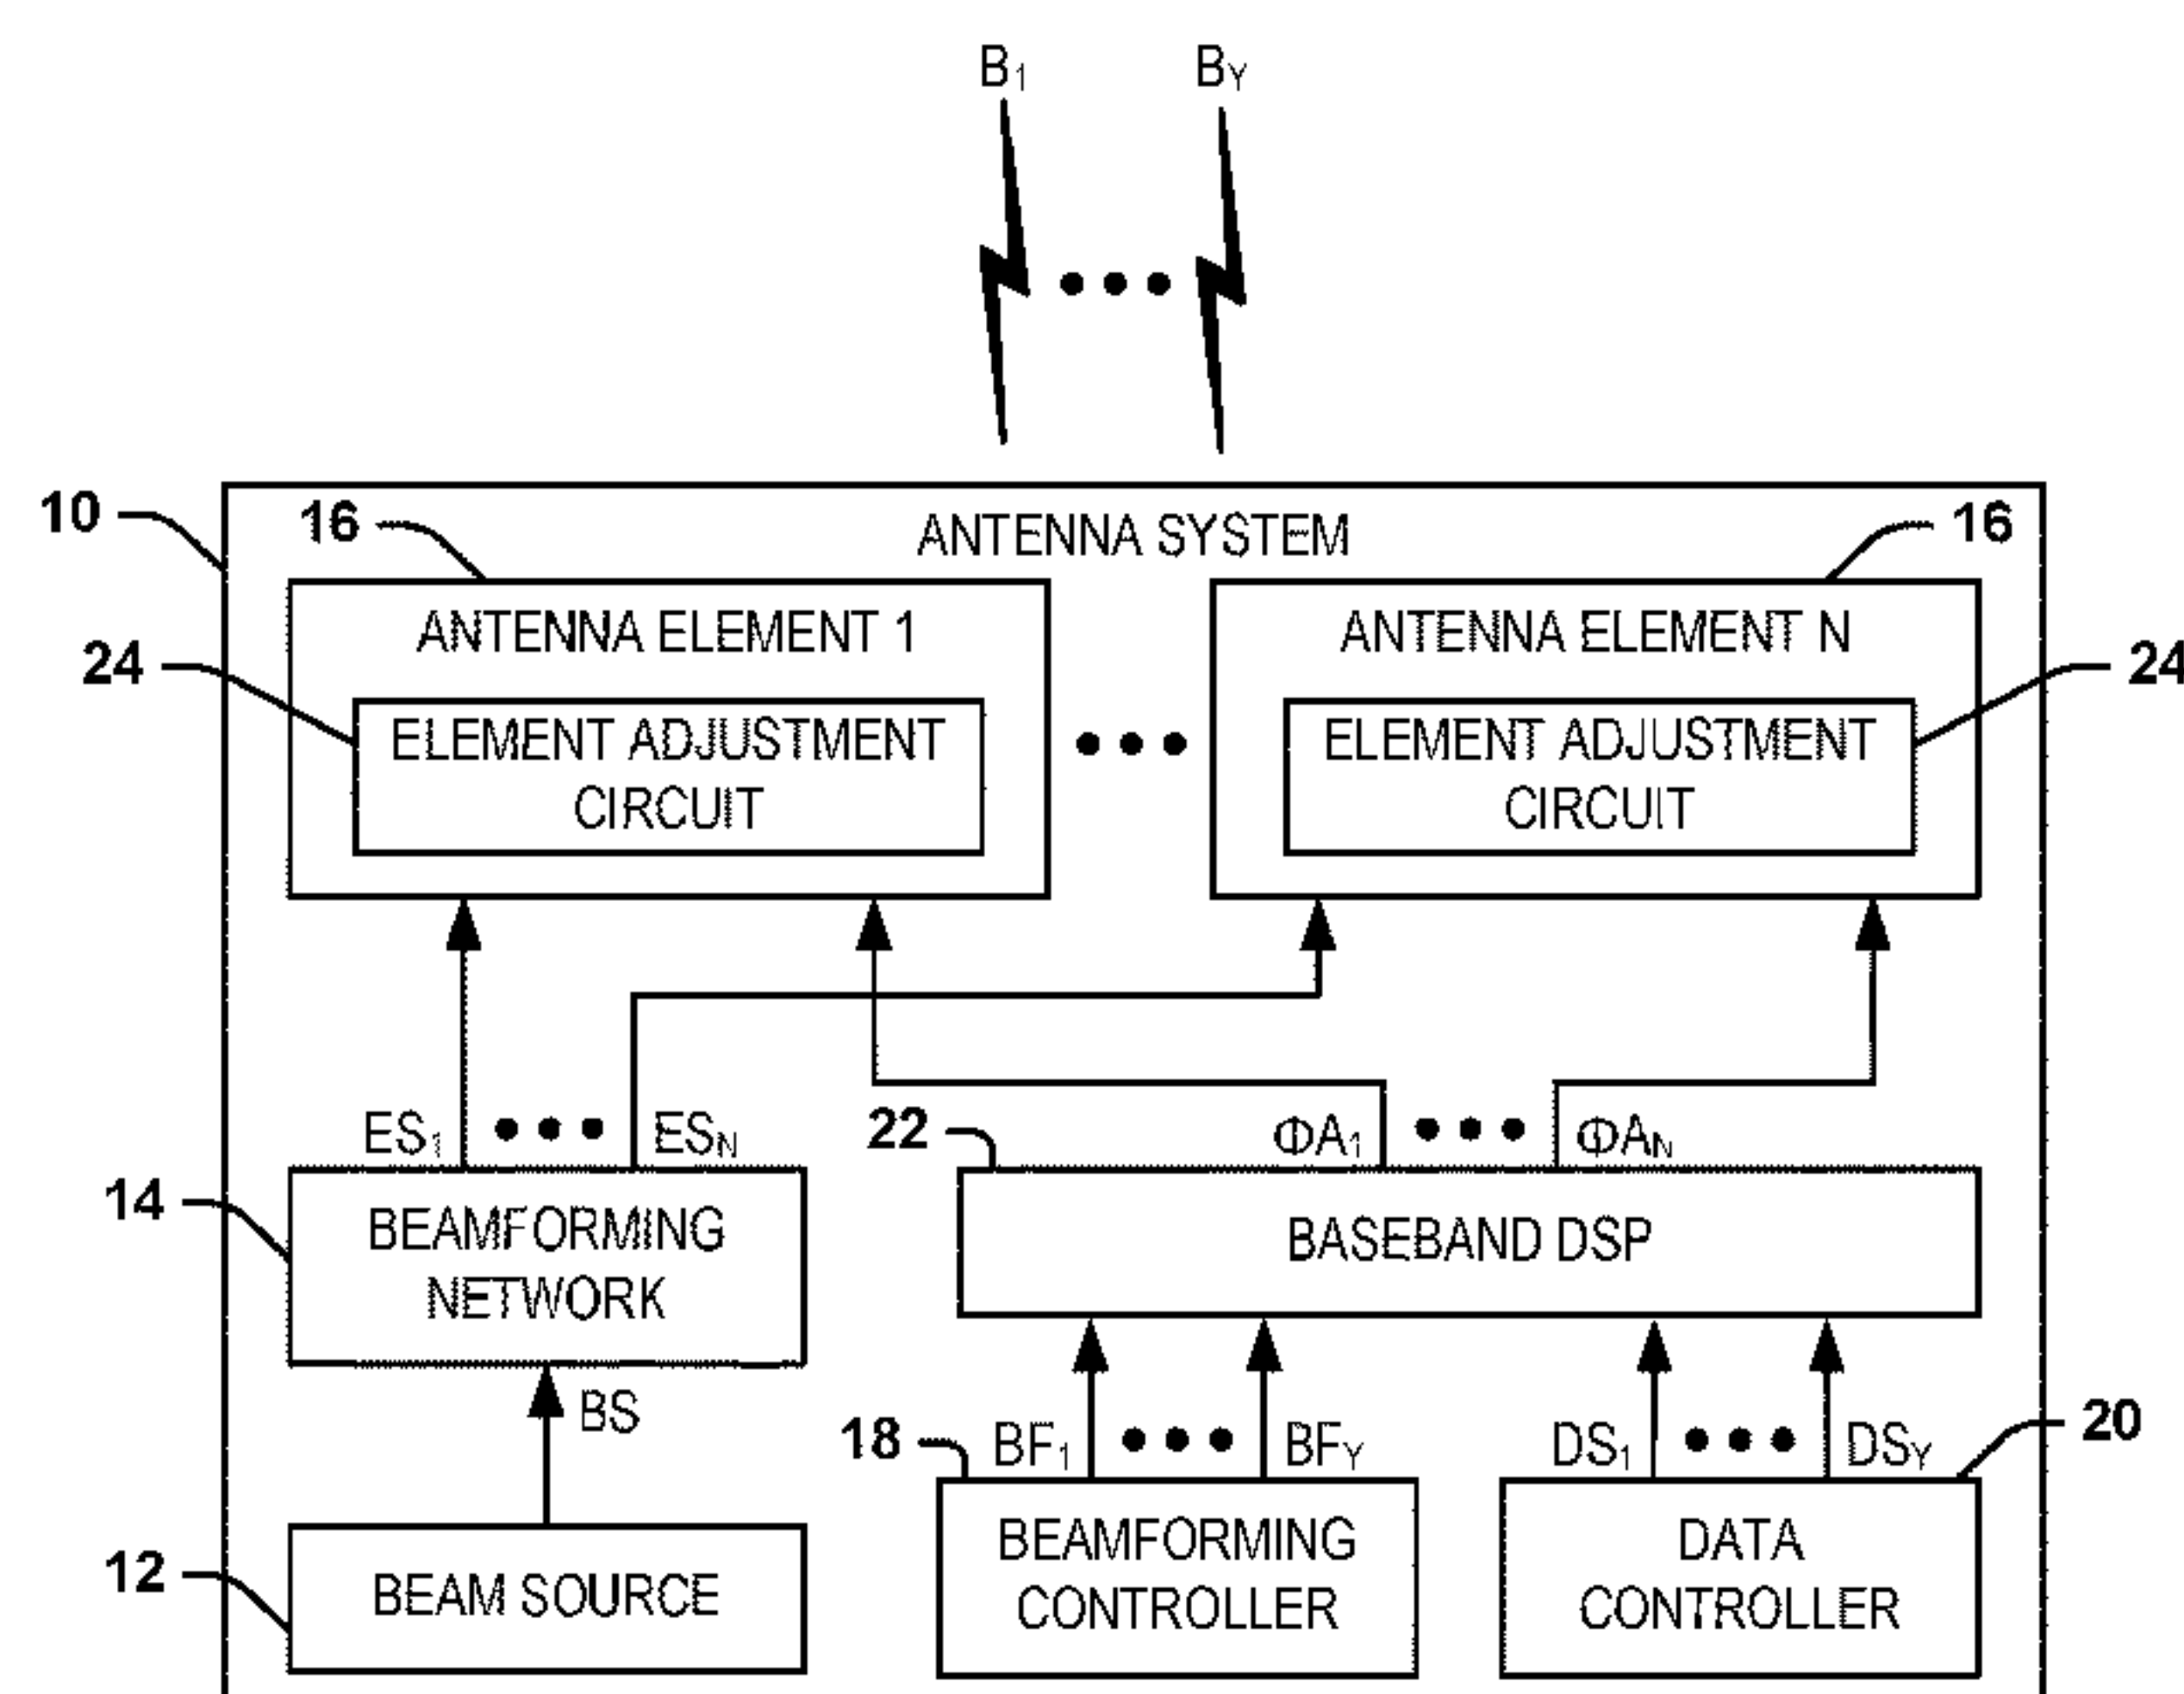 B1 BY
10 16 ANTENNA SYSTEM 16
ANTENNA ELEMENT 1 ANTENNA ELEMENT N
24 24
ELEMENT ADJUSTMENT CIRCUIT ELEMENT ADJUSTMENT CIRCUIT
ES1 ESN 22 ΦA1 ΦAN
14 BEAMFORMING NETWORK BASEBAND DSP
BS
18 BF1 BFY DS1 DSY 20
12 BEAM SOURCE BEAMFORMING CONTROLLER DATA CONTROLLER